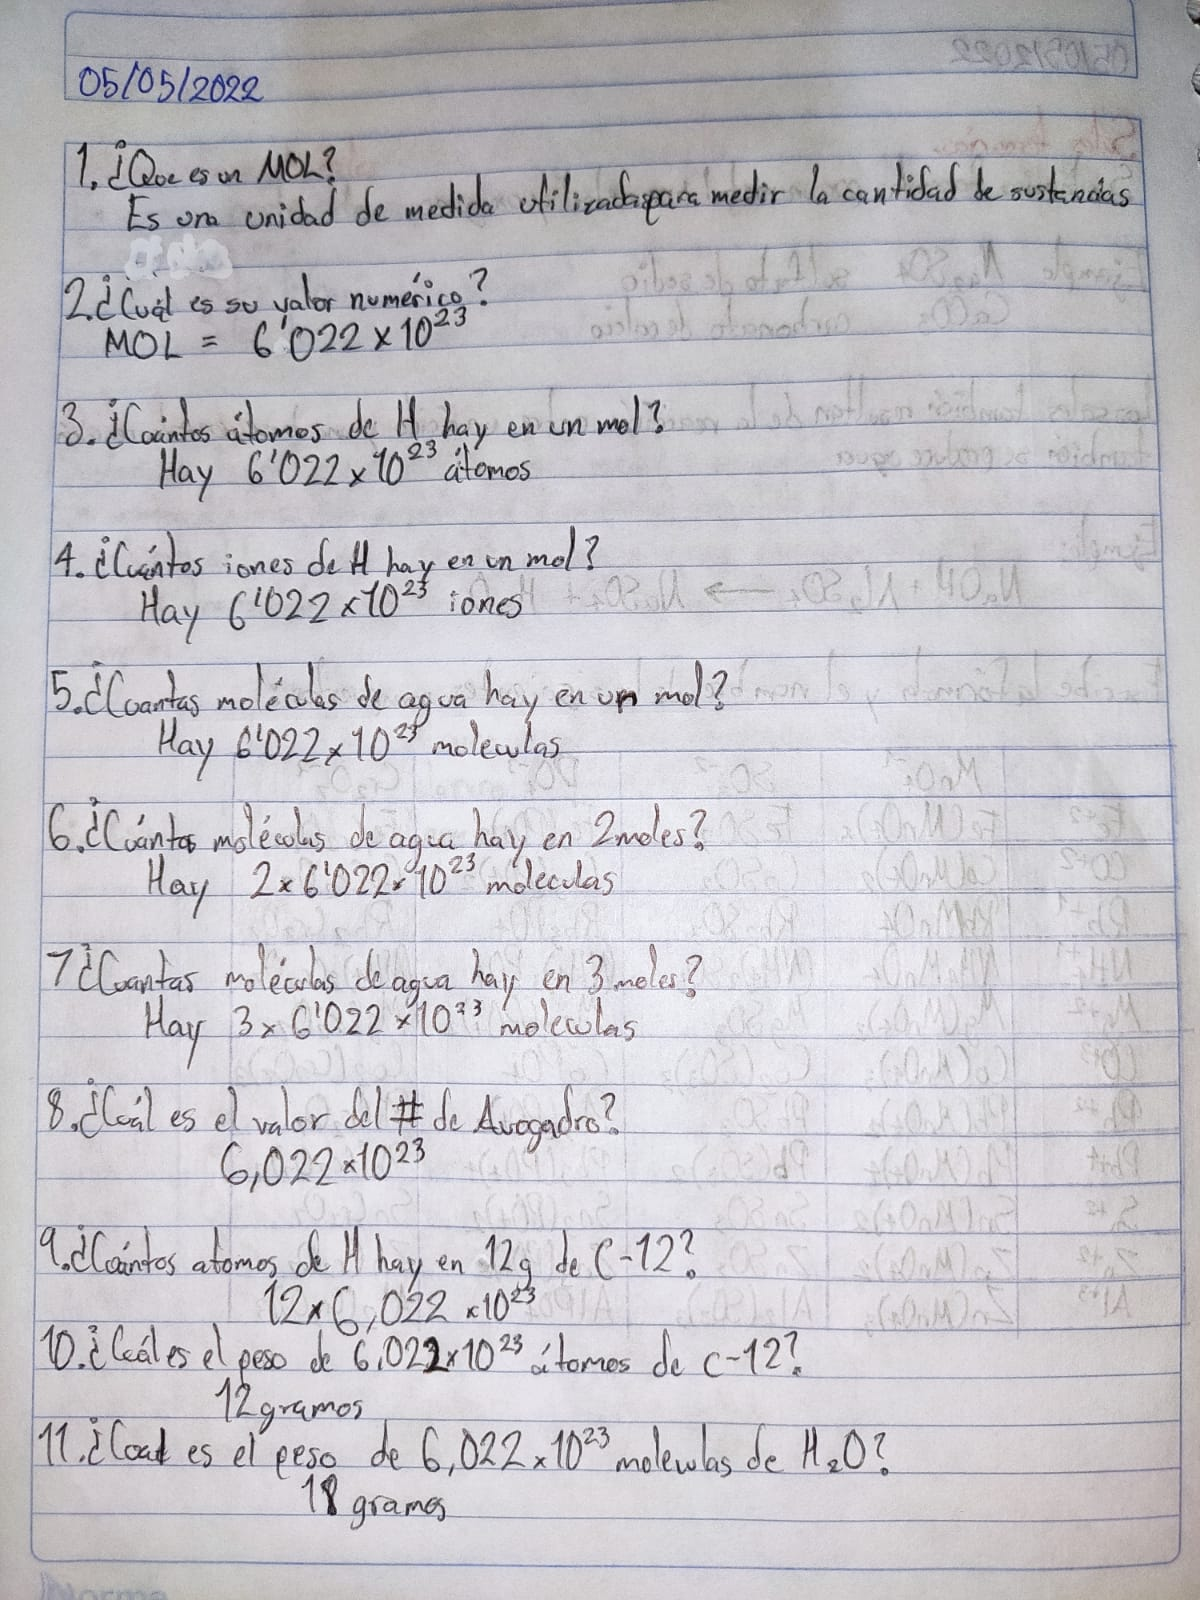 05/05/2022
1. ¿Que es un MOL?
Es una unidad de medida utilizada para medir la cantidad de sustancias
2. ¿Cuál es su valor numérico?
MOL = 6'022 x 10²³
3. ¿Cuántos átomos de H hay en un mol?
Hay 6'022 x 10²³ átomos
4. ¿Cuántos iones de H hay en un mol?
Hay 6'022 x 10²³ iones
5. ¿Cuantas moléculas de agua hay en un mol?
Hay 6'022 x 10²³ moleculas
6. ¿Cuántas moléculas de agua hay en 2 moles?
Hay 2 x 6'022 x 10²³ moleculas
7 ¿Cuantas moléculas de agua hay en 3 moles?
Hay 3 x 6'022 x 10²³ moleculas
8. ¿Cuál es el valor del # de Avogadro?
6,022 x 10²³
9. ¿Cuántos atomos de H hay en 12g de C-12?
12 x 6,022 x 10²³
10. ¿Cuál es el peso de 6,022 x 10²³ átomos de C-12?
12 gramos
11. ¿Cual es el peso de 6,022 x 10²³ moleculas de H₂O?
18 gramos
Norma